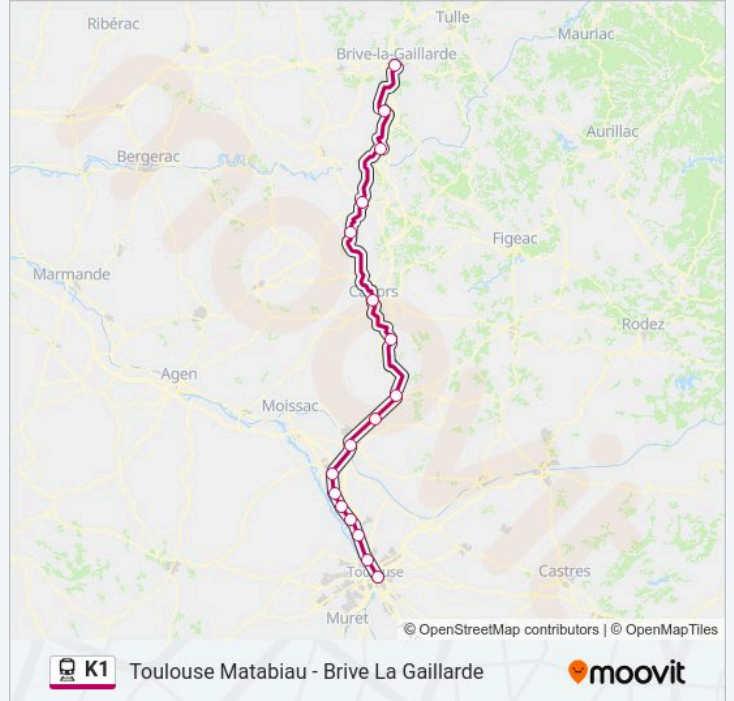 Tulle
Ribérac
Mauriac
Brive-la-Gaillarde
Aurillac
Bergerac
Figeac
Marmande
Cahors
Rodez
Agen
Moissac
Toulouse
Castres
Muret
© OpenStreetMap contributors | © OpenMapTiles
K1 Toulouse Matabiau - Brive La Gaillarde
moovit
moovit